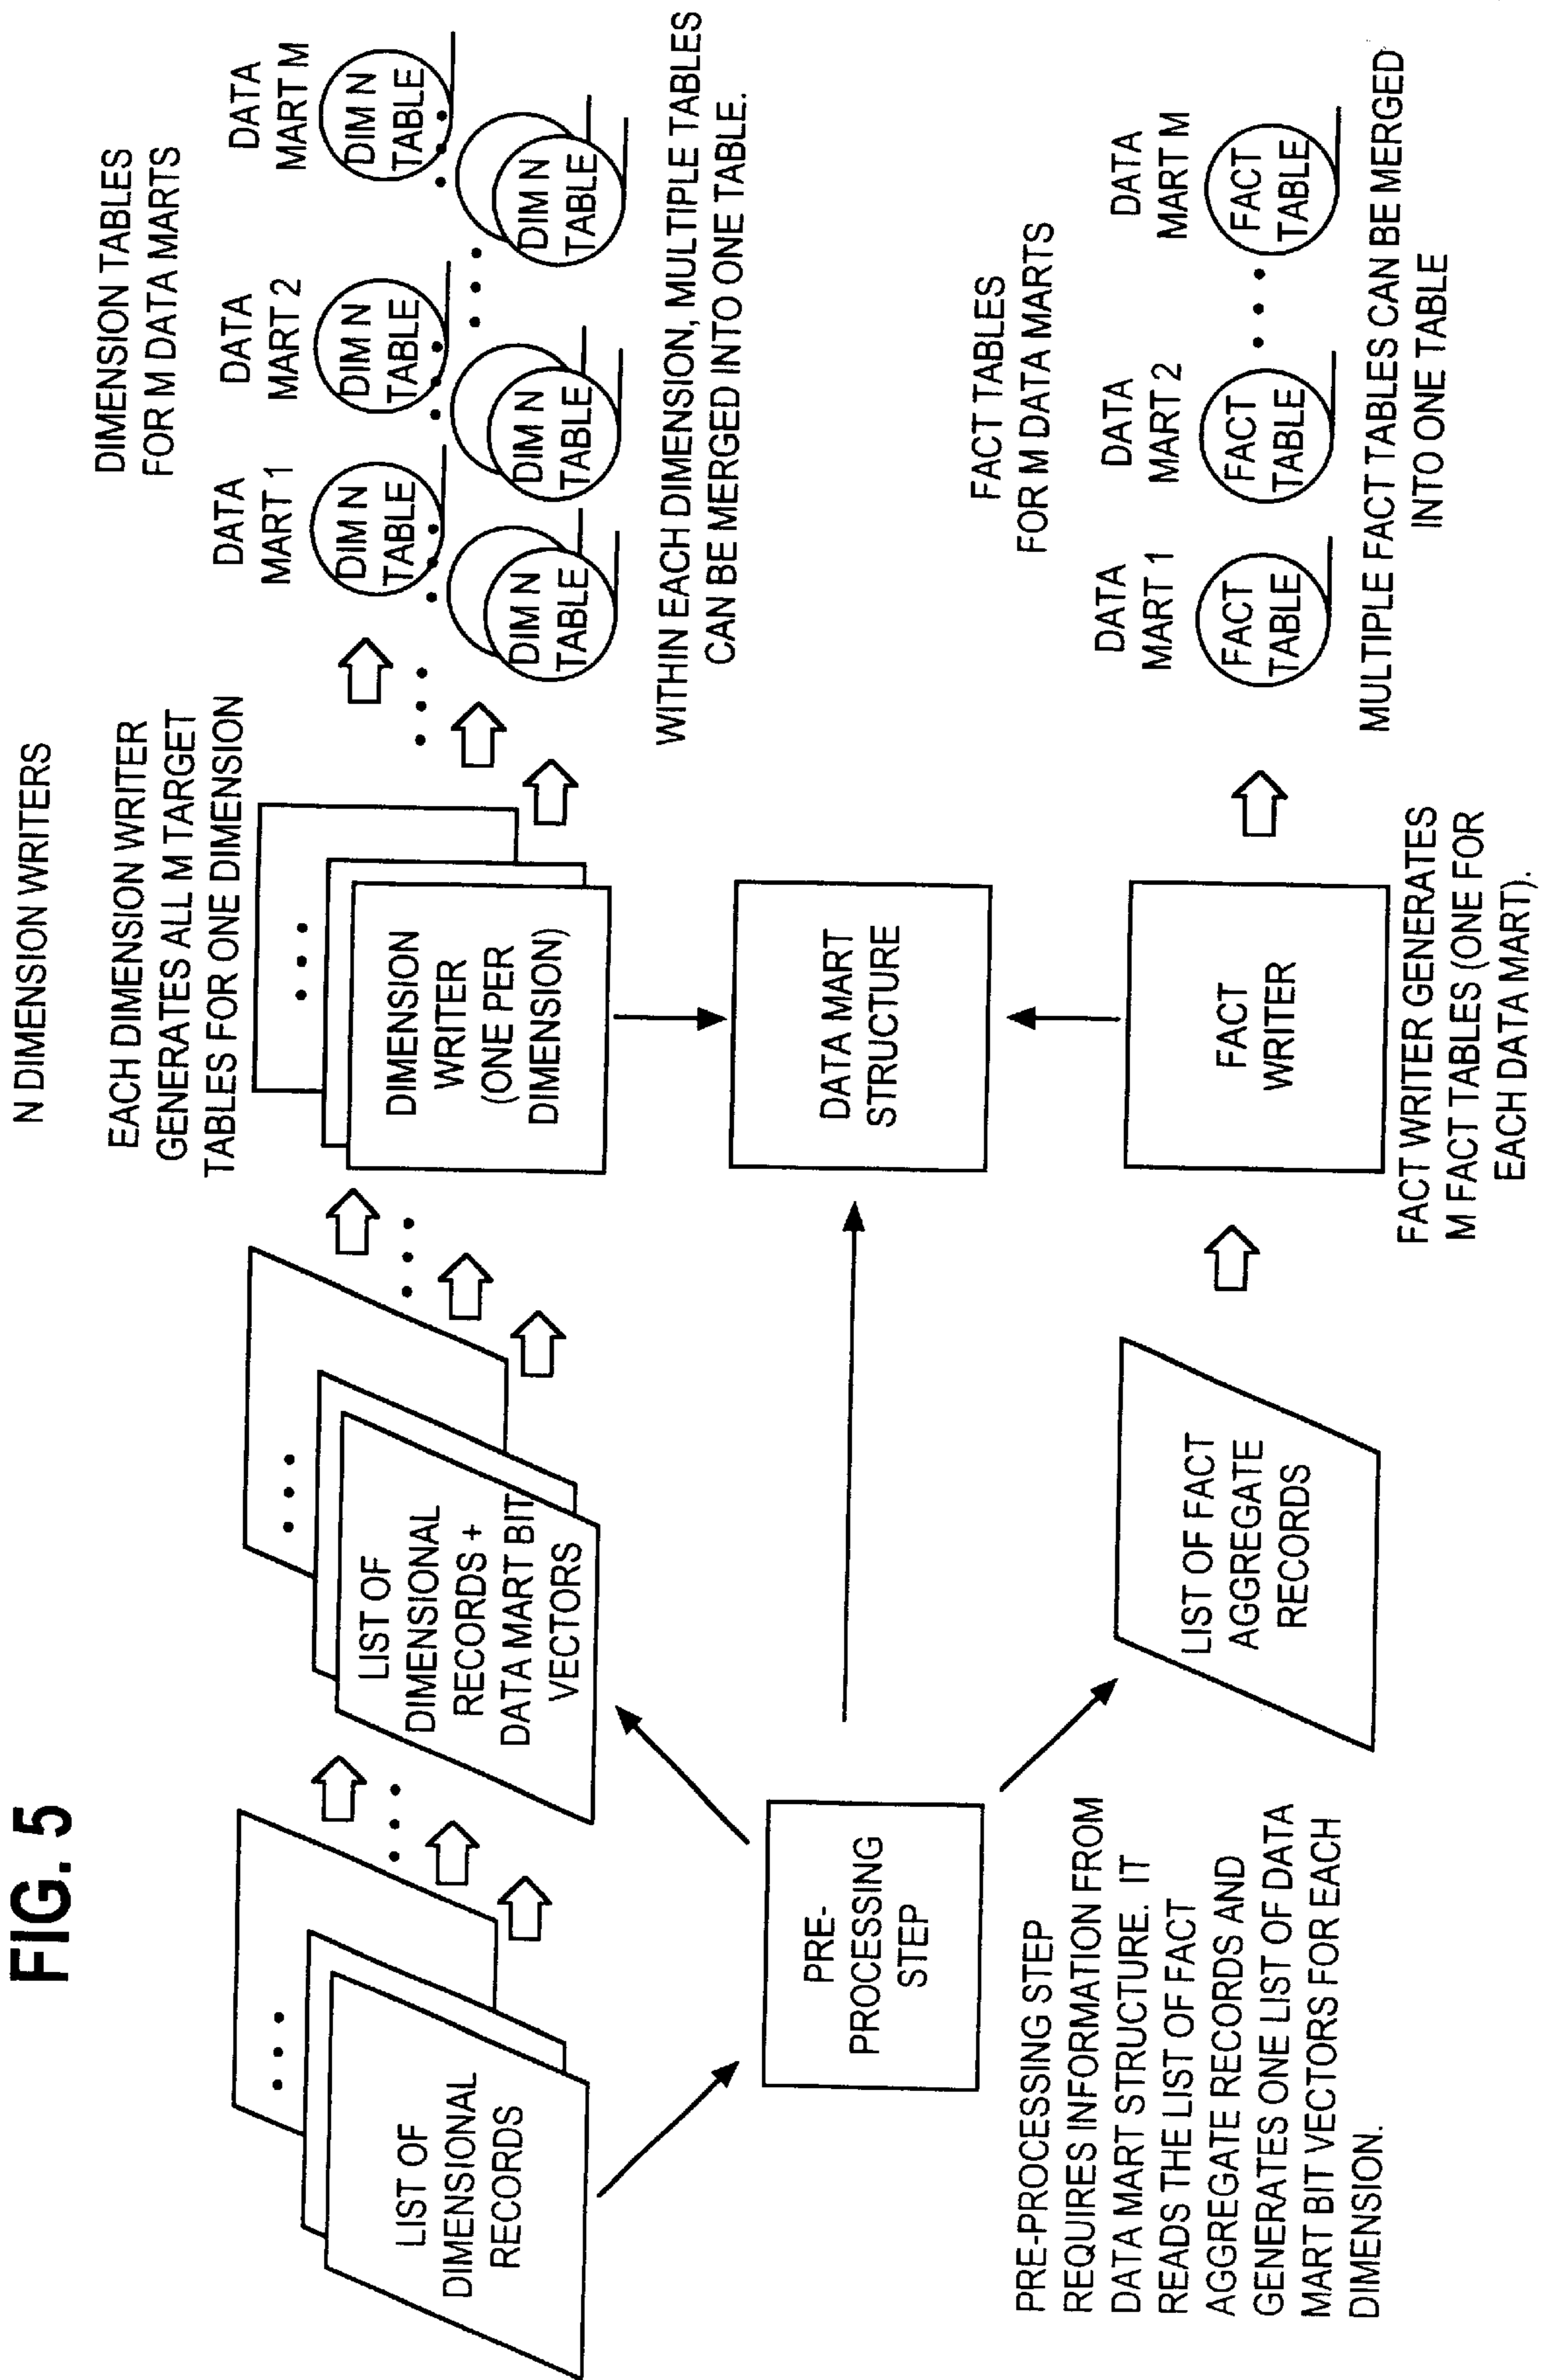 FIG. 5
N DIMENSION WRITERS
EACH DIMENSION WRITER
GENERATES ALL M TARGET
TABLES FOR ONE DIMENSION
DIMENSION TABLES
FOR M DATA MARTS
DATA
MART 1
DATA
MART 2
DATA
MART M
LIST OF
DIMENSIONAL
RECORDS
LIST OF
DIMENSIONAL
RECORDS +
DATA MART BIT
VECTORS
DIMENSION
WRITER
(ONE PER
DIMENSION)
DIM N
TABLE
DIM N
TABLE
DIM N
TABLE
DIM N
TABLE
DIM N
TABLE
DIM N
TABLE
WITHIN EACH DIMENSION, MULTIPLE TABLES
CAN BE MERGED INTO ONE TABLE.
PRE-
PROCESSING
STEP
DATA MART
STRUCTURE
PRE-PROCESSING STEP
REQUIRES INFORMATION FROM
DATA MART STRUCTURE. IT
READS THE LIST OF FACT
AGGREGATE RECORDS AND
GENERATES ONE LIST OF DATA
MART BIT VECTORS FOR EACH
DIMENSION.
LIST OF FACT
AGGREGATE
RECORDS
FACT
WRITER
FACT WRITER GENERATES
M FACT TABLES (ONE FOR
EACH DATA MART).
FACT TABLES
FOR M DATA MARTS
DATA
MART 1
DATA
MART 2
DATA
MART M
FACT
TABLE
FACT
TABLE
FACT
TABLE
MULTIPLE FACT TABLES CAN BE MERGED
INTO ONE TABLE